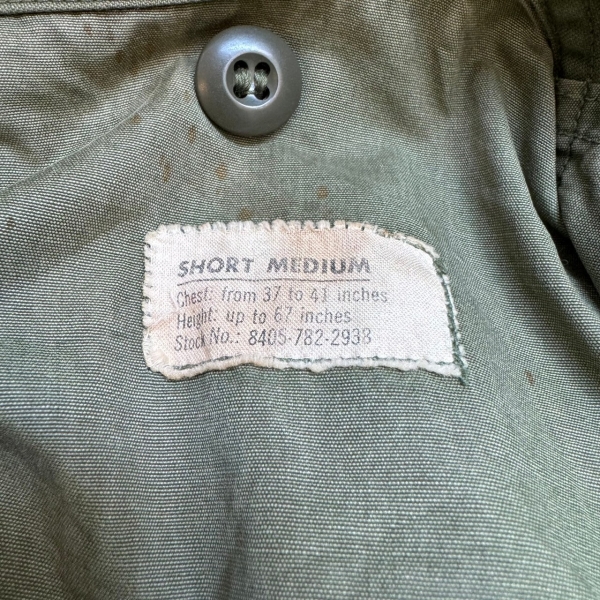 SHORT MEDIUM
Chest: from 37 to 41 inches
Height: up to 67 inches
Stock No.: 8405-782-2938